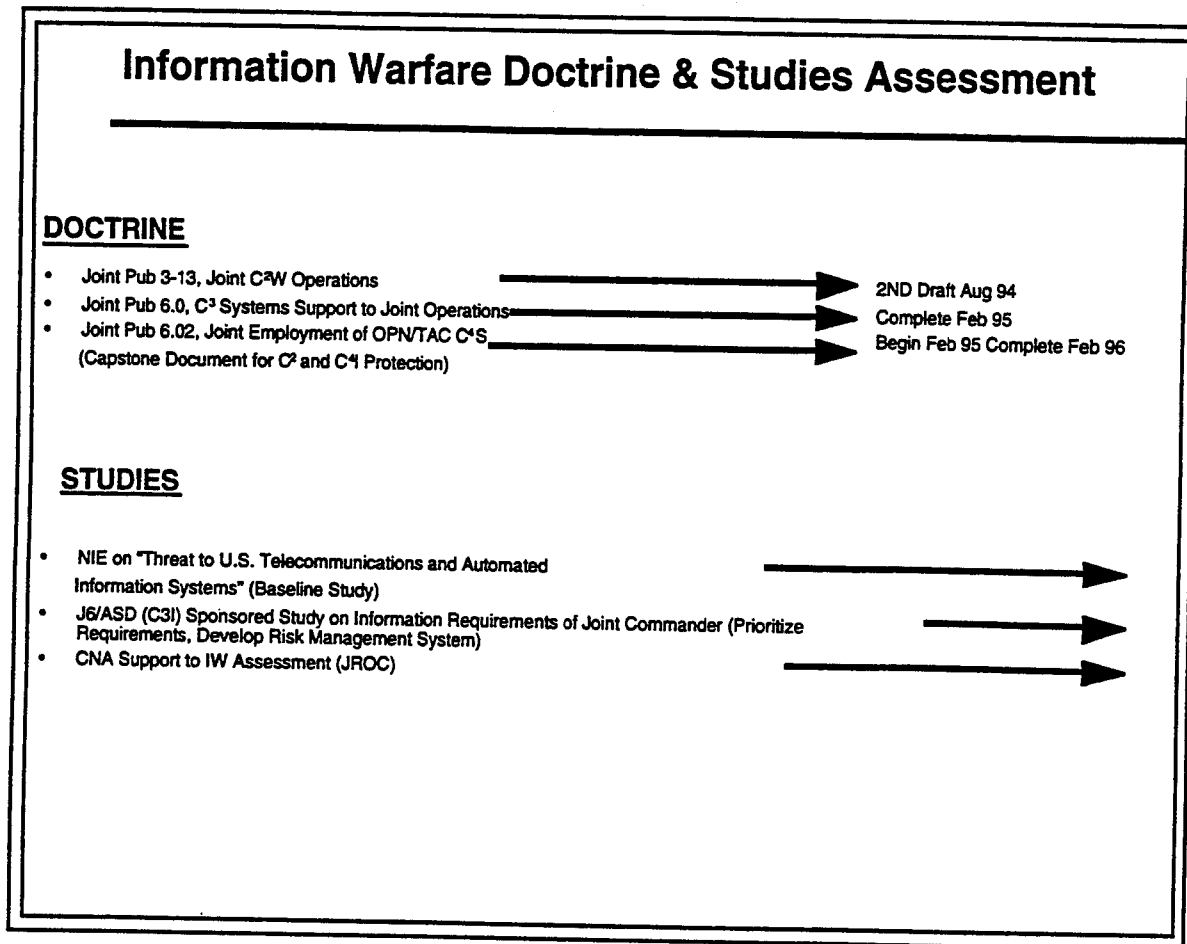 Information Warfare Doctrine & Studies Assessment
DOCTRINE
• Joint Pub 3-13, Joint C²W Operations
2ND Draft Aug 94
• Joint Pub 6.0, C³ Systems Support to Joint Operations
Complete Feb 95
• Joint Pub 6.02, Joint Employment of OPN/TAC C⁴S
Begin Feb 95 Complete Feb 96
(Capstone Document for C² and C⁴I Protection)
STUDIES
• NIE on "Threat to U.S. Telecommunications and Automated
Information Systems" (Baseline Study)
• J6/ASD (C3I) Sponsored Study on Information Requirements of Joint Commander (Prioritize
Requirements, Develop Risk Management System)
• CNA Support to IW Assessment (JROC)